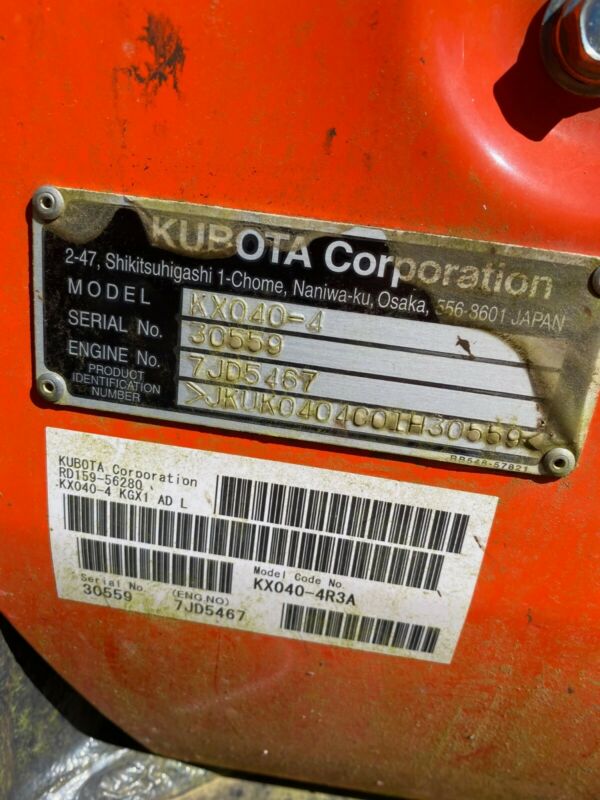 KUBOTA Corporation
2-47, Shikitsuhigashi 1-Chome, Naniwa-ku, Osaka, 556-8601 JAPAN
MODEL KX040-4
SERIAL No. 30559
ENGINE No. 7JD5467
PRODUCT IDENTIFICATION NUMBER >JKUK0404C01H30559<
RB548-57821
KUBOTA Corporation
RD159-56280
KX040-4 KGX1 AD L
Model Code No.
KX040-4R3A
Serial No. (ENG.NO)
30559 7JD5467